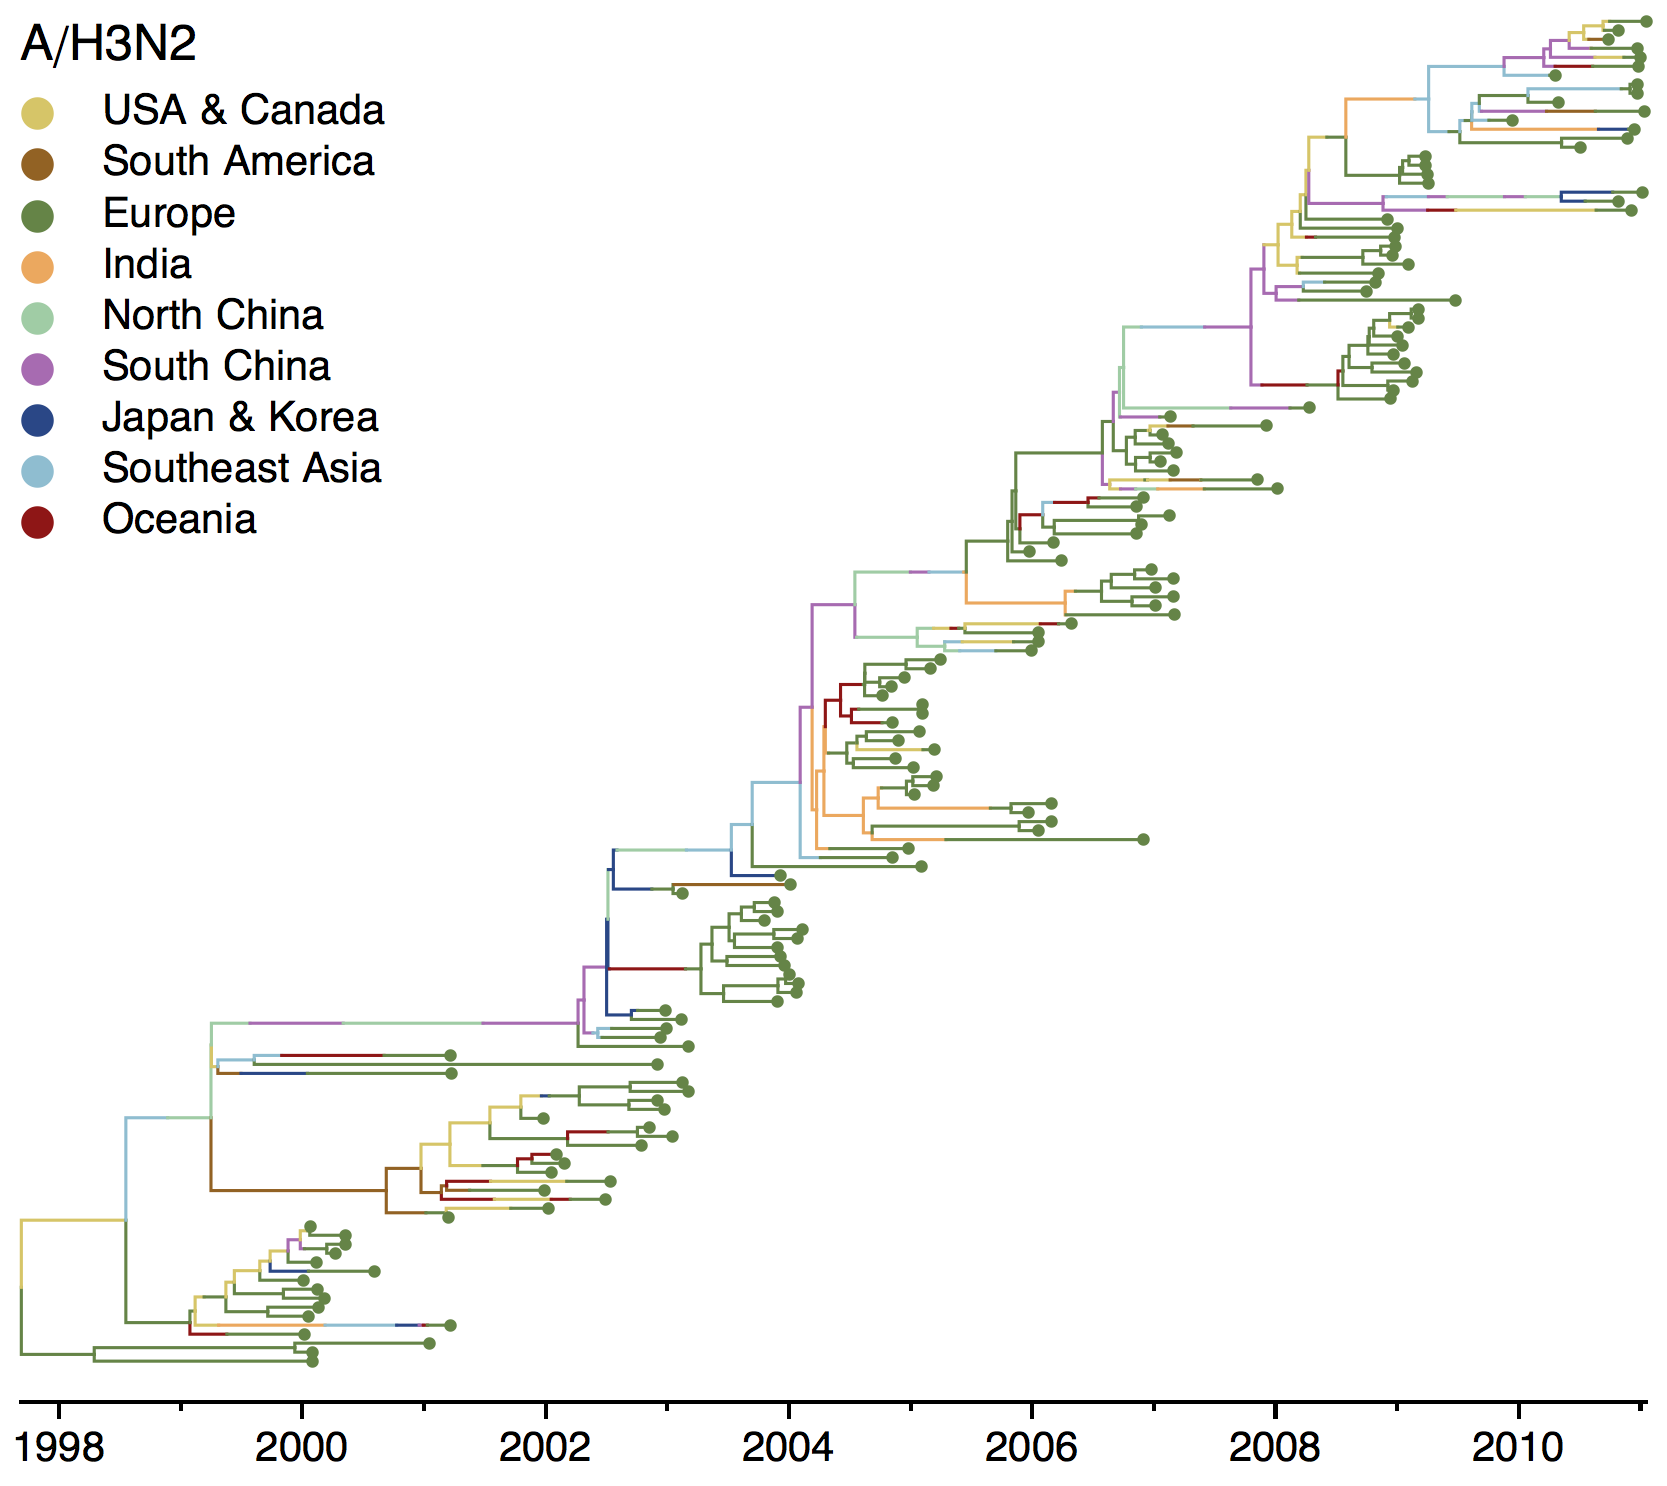 A/H3N2
USA & Canada
South America
Europe
India
North China
South China
Japan & Korea
Southeast Asia
Oceania
1998 2000 2002 2004 2006 2008 2010